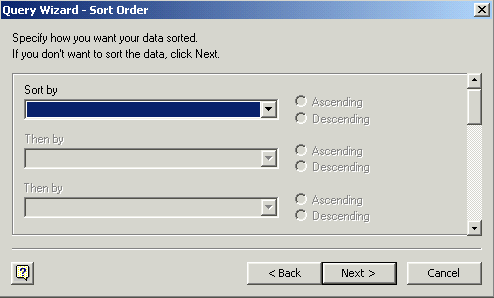 Query Wizard - Sort Order
Specify how you want your data sorted.
If you don't want to sort the data, click Next.
Sort by
Ascending
Descending
Then by
Ascending
Descending
Then by
Ascending
Descending
?
< Back
Next >
Cancel